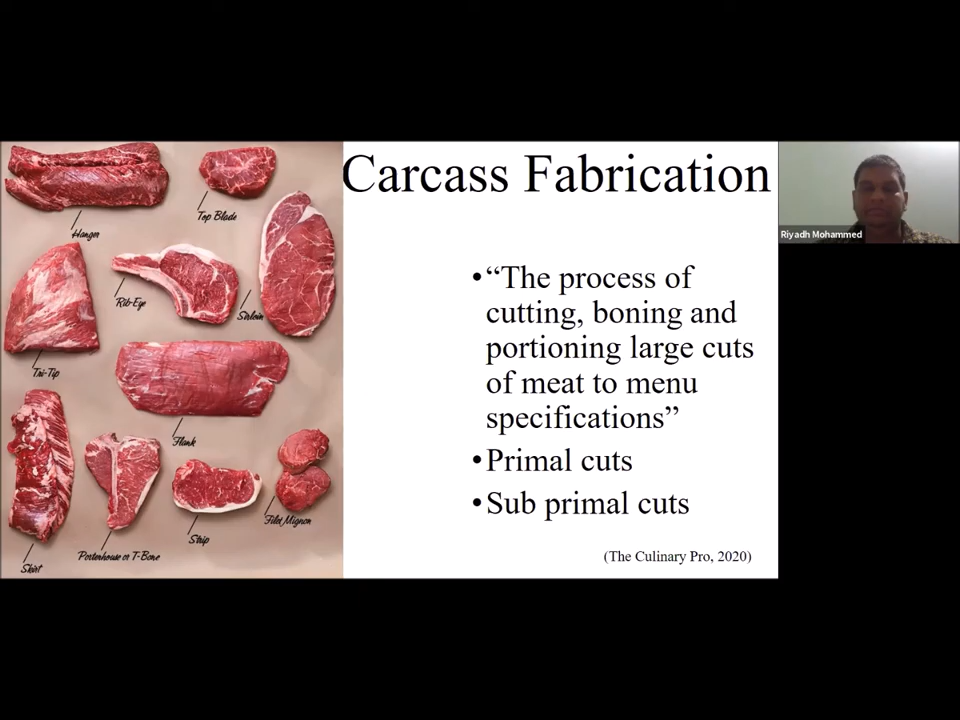 Carcass Fabrication
Hanger
Top Blade
Rib-Eye
Sirloin
Tri-Tip
Flank
Skirt
Porterhouse or T-Bone
Strip
Filet Mignon
•“The process of
cutting, boning and
portioning large cuts
of meat to menu
specifications”
•Primal cuts
•Sub primal cuts
(The Culinary Pro, 2020)
Riyadh Mohammed